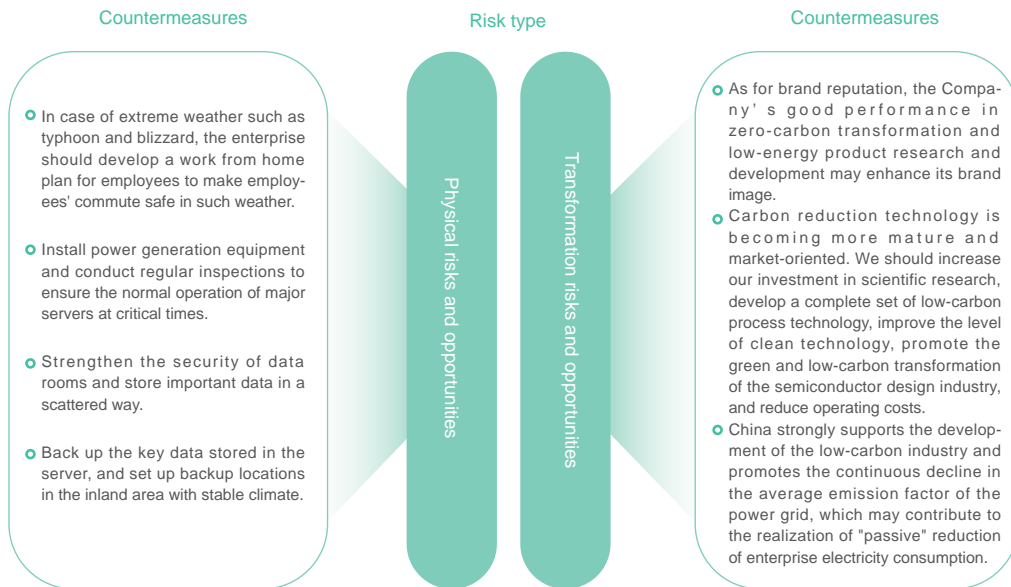 Countermeasures
Risk type
Countermeasures
In case of extreme weather such as
typhoon and blizzard, the enterprise
should develop a work from home
plan for employees to make employ-
ees' commute safe in such weather.
Install power generation equipment
and conduct regular inspections to
ensure the normal operation of major
servers at critical times.
Strengthen the security of data
rooms and store important data in a
scattered way.
Back up the key data stored in the
server, and set up backup locations
in the inland area with stable climate.
Physical risks and opportunities
Transformation risks and opportunities
As for brand reputation, the Compa-
ny's good performance in
zero-carbon transformation and
low-energy product research and
development may enhance its brand
image.
Carbon reduction technology is
becoming more mature and
market-oriented. We should increase
our investment in scientific research,
develop a complete set of low-carbon
process technology, improve the level
of clean technology, promote the
green and low-carbon transformation
of the semiconductor design industry,
and reduce operating costs.
China strongly supports the develop-
ment of the low-carbon industry and
promotes the continuous decline in
the average emission factor of the
power grid, which may contribute to
the realization of "passive" reduction
of enterprise electricity consumption.